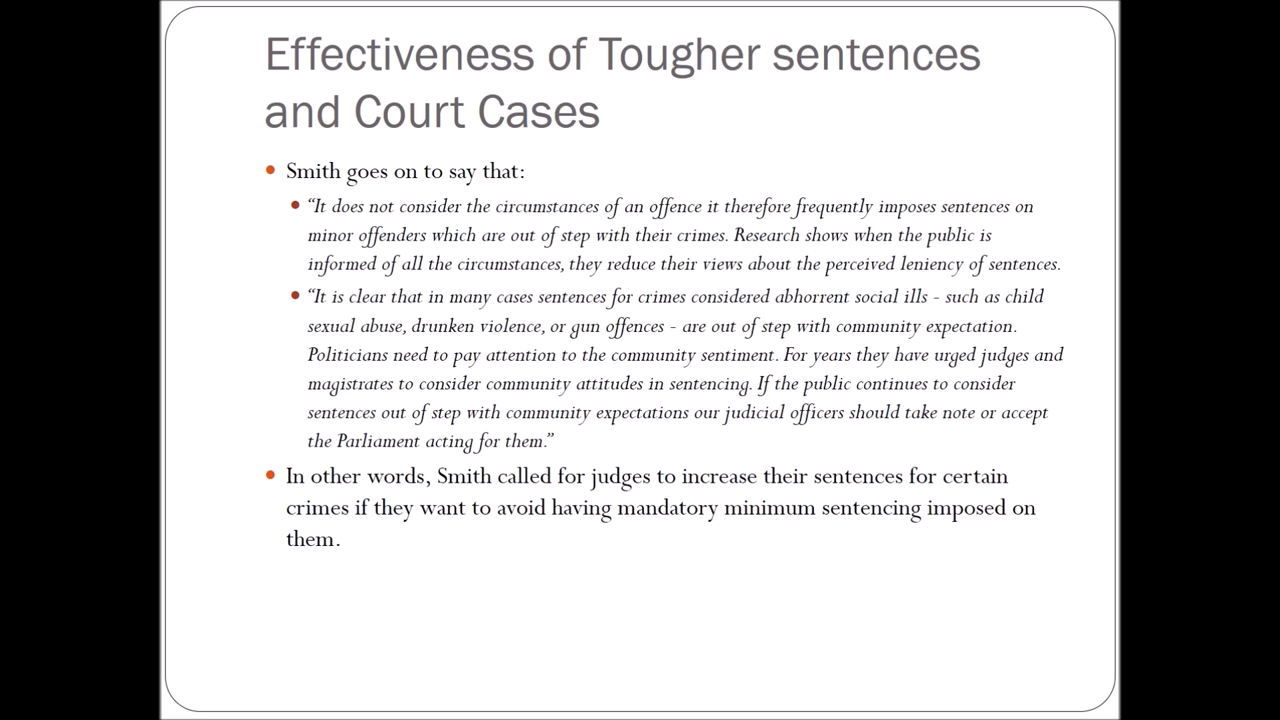 Effectiveness of Tougher sentences
and Court Cases
• Smith goes on to say that:
• “It does not consider the circumstances of an offence it therefore frequently imposes sentences on
minor offenders which are out of step with their crimes. Research shows when the public is
informed of all the circumstances, they reduce their views about the perceived leniency of sentences.
• “It is clear that in many cases sentences for crimes considered abhorrent social ills - such as child
sexual abuse, drunken violence, or gun offences - are out of step with community expectation.
Politicians need to pay attention to the community sentiment. For years they have urged judges and
magistrates to consider community attitudes in sentencing. If the public continues to consider
sentences out of step with community expectations our judicial officers should take note or accept
the Parliament acting for them.”
• In other words, Smith called for judges to increase their sentences for certain
crimes if they want to avoid having mandatory minimum sentencing imposed on
them.